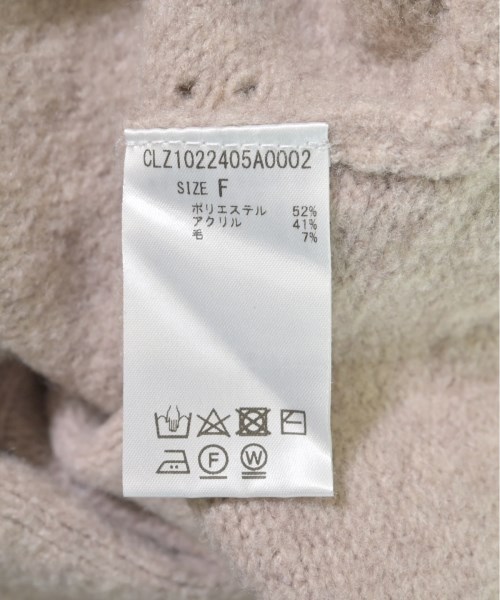 CLZ1022405A0002
SIZE F
ポリエステル 52%
アクリル 41%
毛 7%
F W